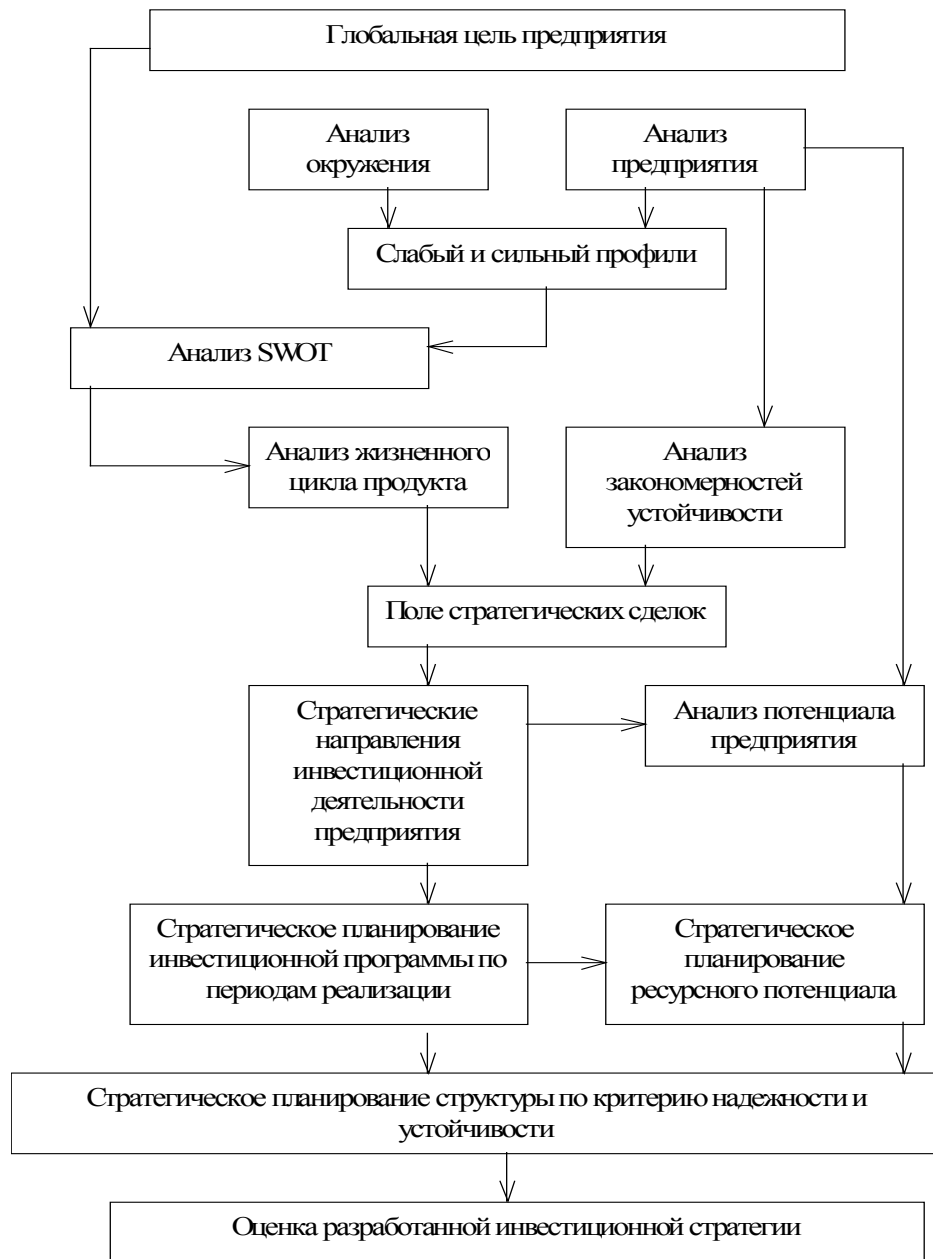 Глобальная цель предприятия
Анализ
окружения
Анализ
предприятия
Слабый и сильный профили
Анализ SWOT
Анализ жизненного
цикла продукта
Анализ
закономерностей
устойчивости
Поле стратегических сделок
Стратегические
направления
инвестиционной
деятельности
предприятия
Анализ потенциала
предприятия
Стратегическое планирование
инвестиционной программы по
периодам реализации
Стратегическое
планирование
ресурсного потенциала
Стратегическое планирование структуры по критерию надежности и
устойчивости
Оценка разработанной инвестиционной стратегии